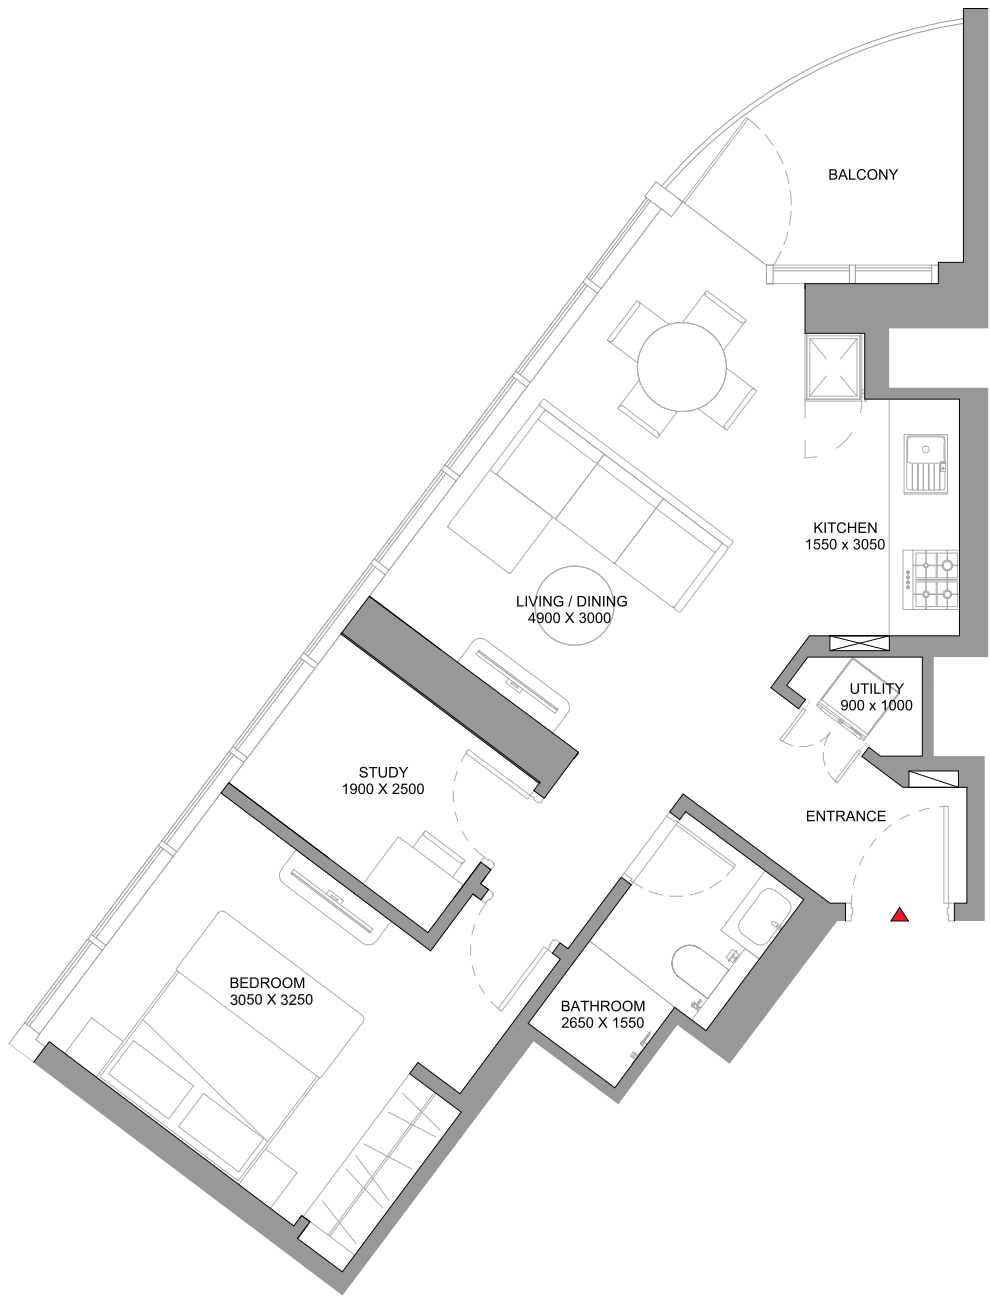 BALCONY
KITCHEN
1550 x 3050
LIVING / DINING
4900 X 3000
UTILITY
900 x 1000
STUDY
1900 X 2500
ENTRANCE
BEDROOM
3050 X 3250
BATHROOM
2650 X 1550